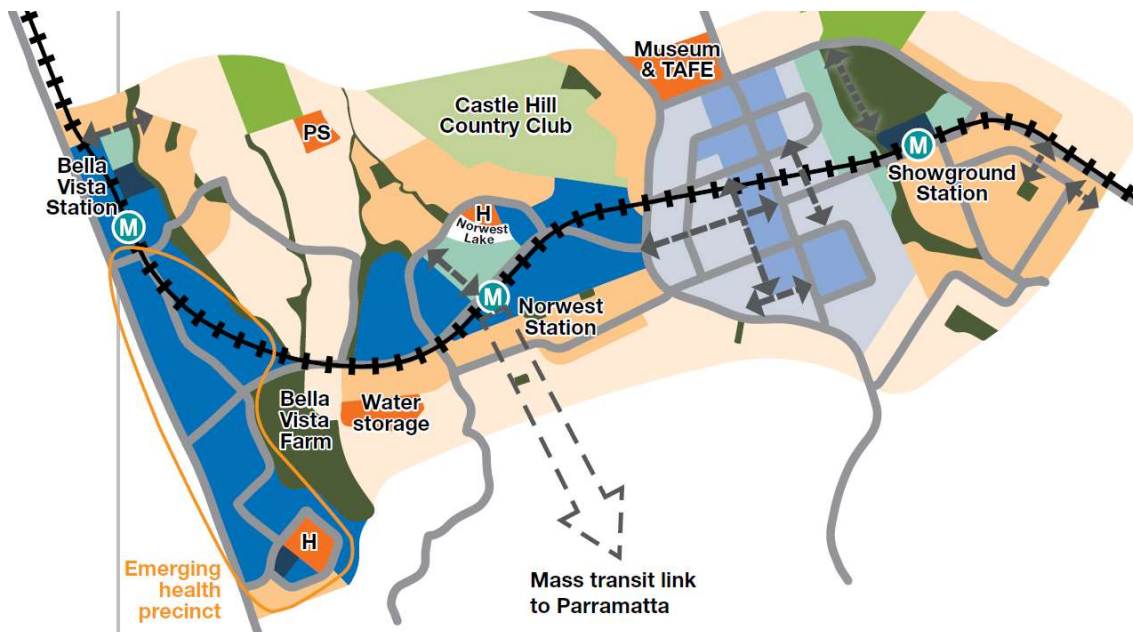 Museum
& TAFE
Castle Hill
Country Club
PS
Bella
Vista
Station
M
Showground
Station
M
H
Norwest
Lake
M
Norwest
Station
Bella
Vista
Farm
Water
storage
H
Emerging
health
precinct
Mass transit link
to Parramatta